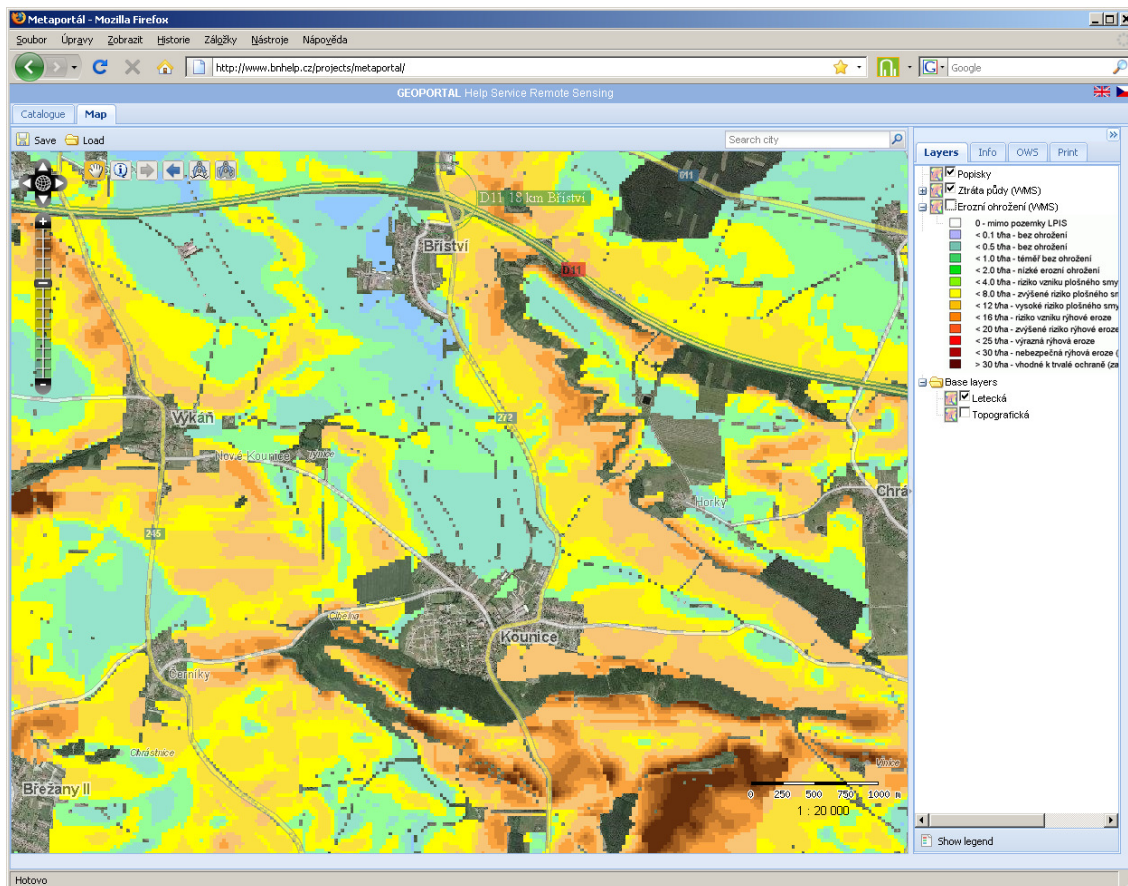 Metaportál - Mozilla Firefox
Soubor Úpravy Zobrazit Historie Záložky Nástroje Nápověda
http://www.bnhelp.cz/projects/metaportal/
G Google
GEOPORTAL Help Service Remote Sensing
Catalogue Map
Save Load
Search city
Layers Info OWS Print
Popisky
Ztráta půdy (WMS)
Erozní ohrožení (WMS)
0 - mimo pozemky LPIS
< 0.1 t/ha - bez ohrožení
< 0.5 t/ha - bez ohrožení
< 1.0 t/ha - téměř bez ohrožení
< 2.0 t/ha - nízké erozní ohrožení
< 4.0 t/ha - riziko vzniku plošného smy
< 8.0 t/ha - zvýšené riziko plošného sm
< 12 t/ha - vysoké riziko plošného smy
< 16 t/ha - riziko vzniku rýhové eroze
< 20 t/ha - zvýšené riziko rýhové eroze
< 25 t/ha - výrazná rýhová eroze
< 30 t/ha - nebezpečná rýhová eroze (
> 30 t/ha - vhodné k trvalé ochraně (za
Base layers
Letecká
Topografická
Show legend
011
D11 18 km Bříství
Bříství
D11
272
Vykáň
Nové Kounice
Horky
Chrá
245
Kounice
Černíky
Chrástnice
Vinice
Břežany II
0 250 500 750 1000 m
1 : 20 000
Hotovo